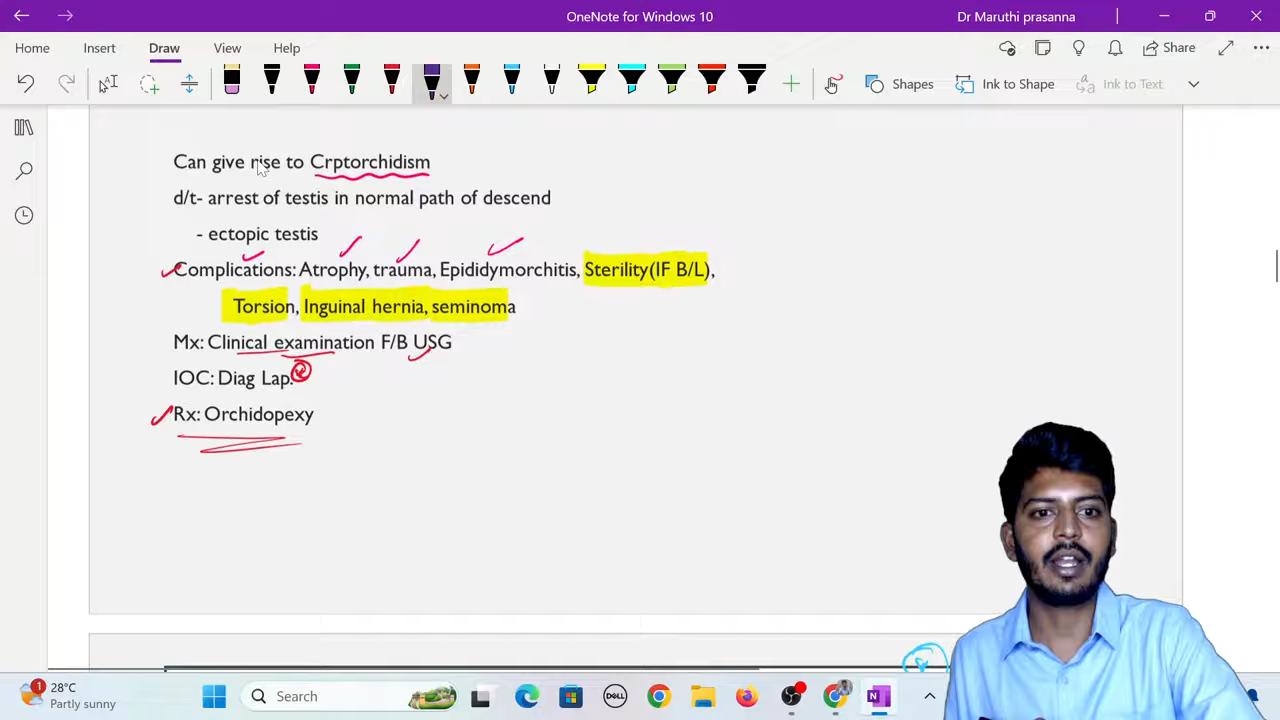 OneNote for Windows 10
Dr Maruthi prasanna
Home Insert Draw View Help
Share
Shapes
Ink to Shape
Ink to Text
Can give rise to Crptorchidism
d/t- arrest of testis in normal path of descend
- ectopic testis
Complications: Atrophy, trauma, Epididymorchitis, Sterility(IF B/L),
Torsion, Inguinal hernia, seminoma
Mx: Clinical examination F/B USG
IOC: Diag Lap.
Rx: Orchidopexy
1
28°C
Partly sunny
Search
DELL
N